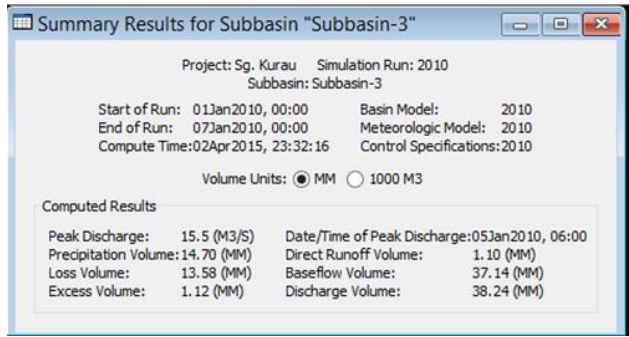 Summary Results for Subbasin "Subbasin-3"
Project: Sg. Kurau Simulation Run: 2010
Subbasin: Subbasin-3
Start of Run: 01Jan2010, 00:00 Basin Model: 2010
End of Run: 07Jan2010, 00:00 Meteorologic Model: 2010
Compute Time:02Apr2015, 23:32:16 Control Specifications:2010
Volume Units: MM 1000 M3
Computed Results
Peak Discharge: 15.5 (M3/S) Date/Time of Peak Discharge:05Jan2010, 06:00
Precipitation Volume:14.70 (MM) Direct Runoff Volume: 1.10 (MM)
Loss Volume: 13.58 (MM) Baseflow Volume: 37.14 (MM)
Excess Volume: 1.12 (MM) Discharge Volume: 38.24 (MM)